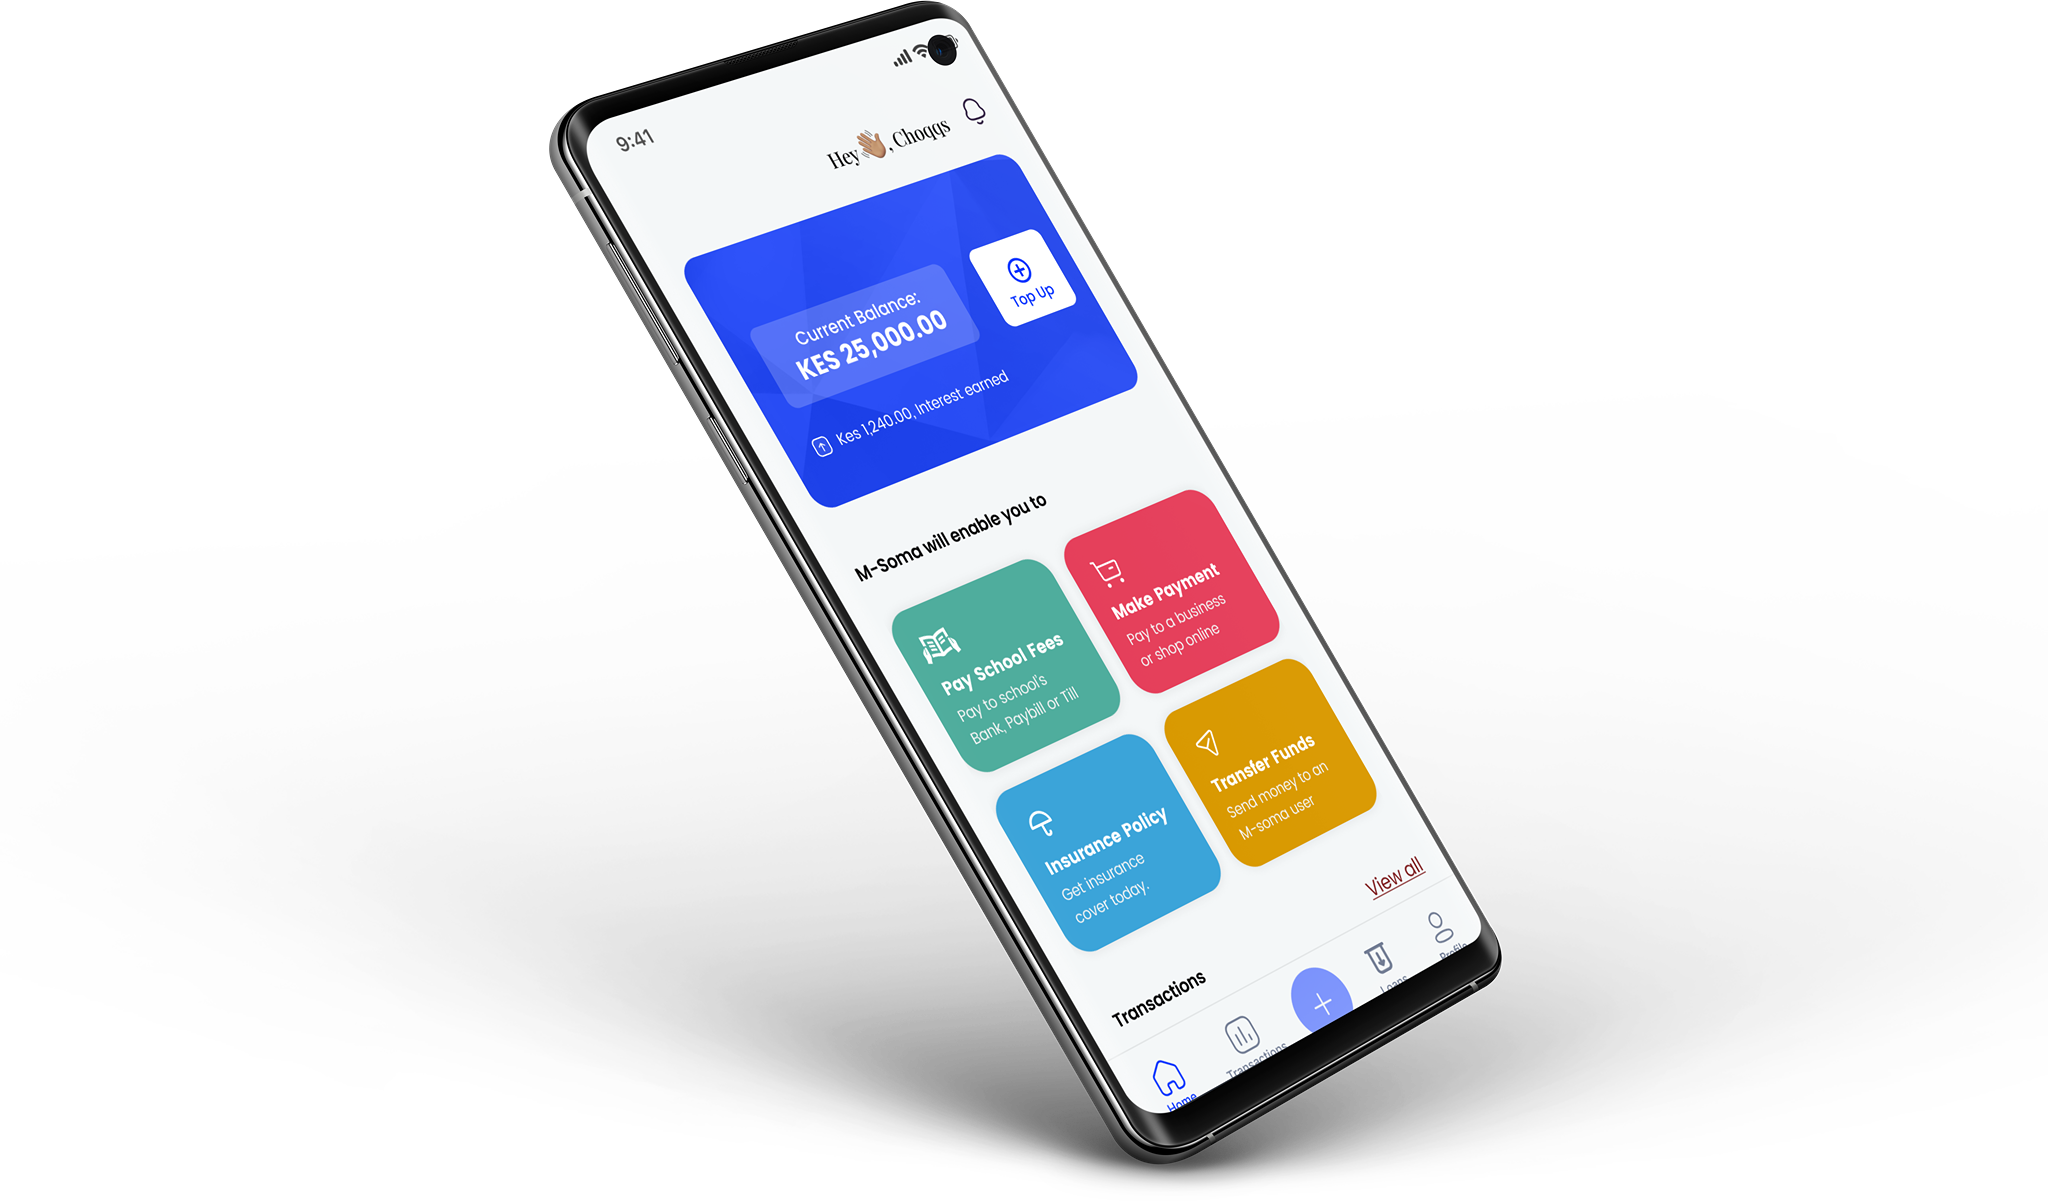 9:41
Hey👋🏽, Choqqs
Current Balance:
KES 25,000.00
Top Up
Kes 1,240.00, Interest earned
M-Soma will enable you to
Pay School Fees
Pay to school's
Bank, Paybill or Till
Make Payment
Pay to a business
or shop online
Insurance Policy
Get insurance
cover today.
Transfer Funds
Send money to an
M-soma user
Transactions
View all
Home
Transactions
Loans
Profile